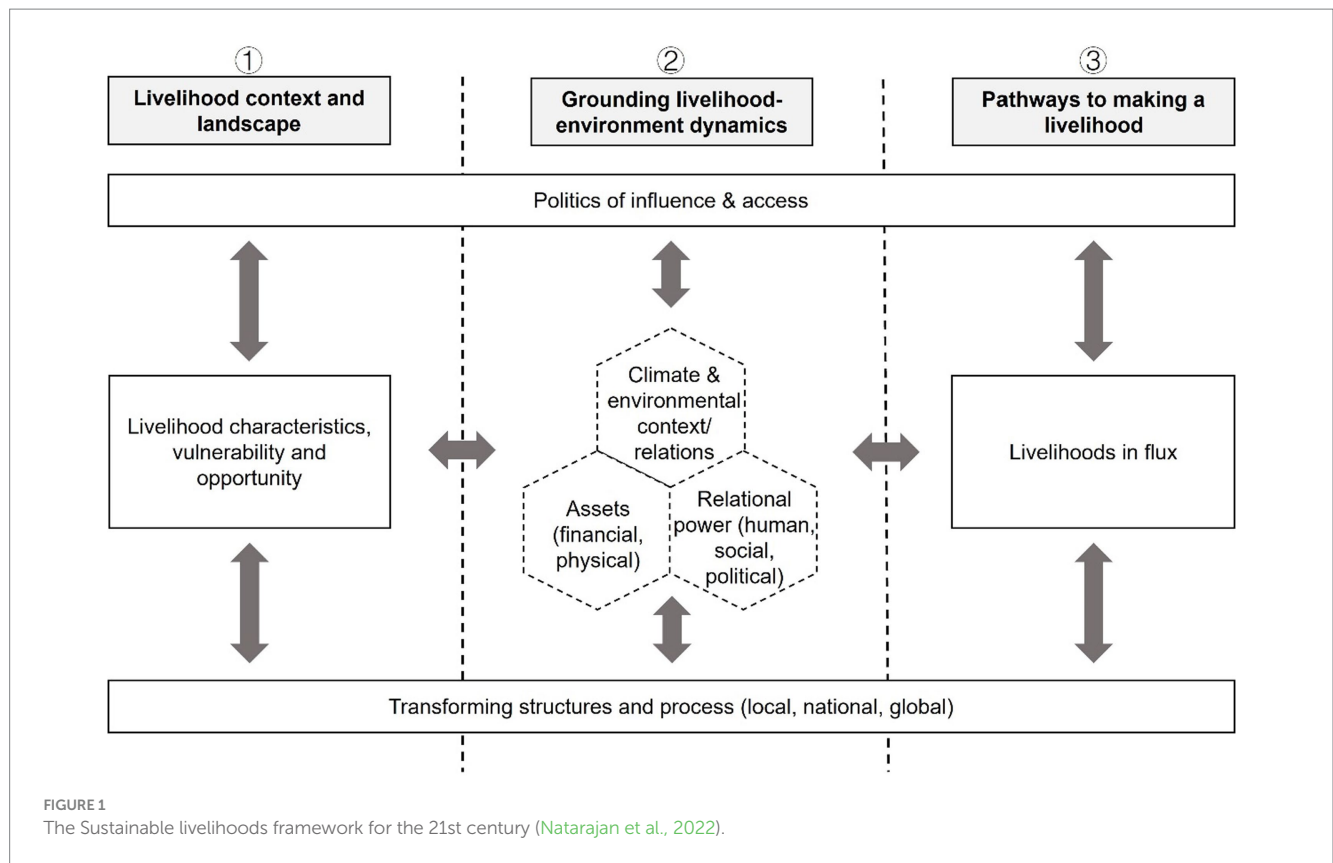 ①
Livelihood context and
landscape
②
Grounding livelihood-
environment dynamics
③
Pathways to making a
livelihood
Politics of influence & access
Livelihood characteristics,
vulnerability and
opportunity
Climate &
environmental
context/
relations
Assets
(financial,
physical)
Relational
power (human,
social,
political)
Livelihoods in flux
Transforming structures and process (local, national, global)
FIGURE 1
The Sustainable livelihoods framework for the 21st century (Natarajan et al., 2022).